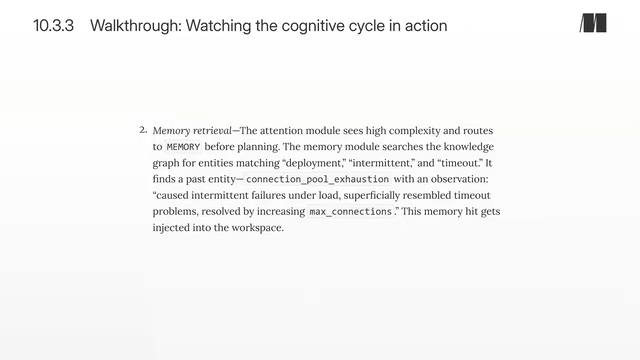 10.3.3 Walkthrough: Watching the cognitive cycle in action
2. Memory retrieval—The attention module sees high complexity and routes
to MEMORY before planning. The memory module searches the knowledge
graph for entities matching “deployment,” “intermittent,” and “timeout.” It
finds a past entity— connection_pool_exhaustion with an observation:
“caused intermittent failures under load, superficially resembled timeout
problems, resolved by increasing max_connections.” This memory hit gets
injected into the workspace.